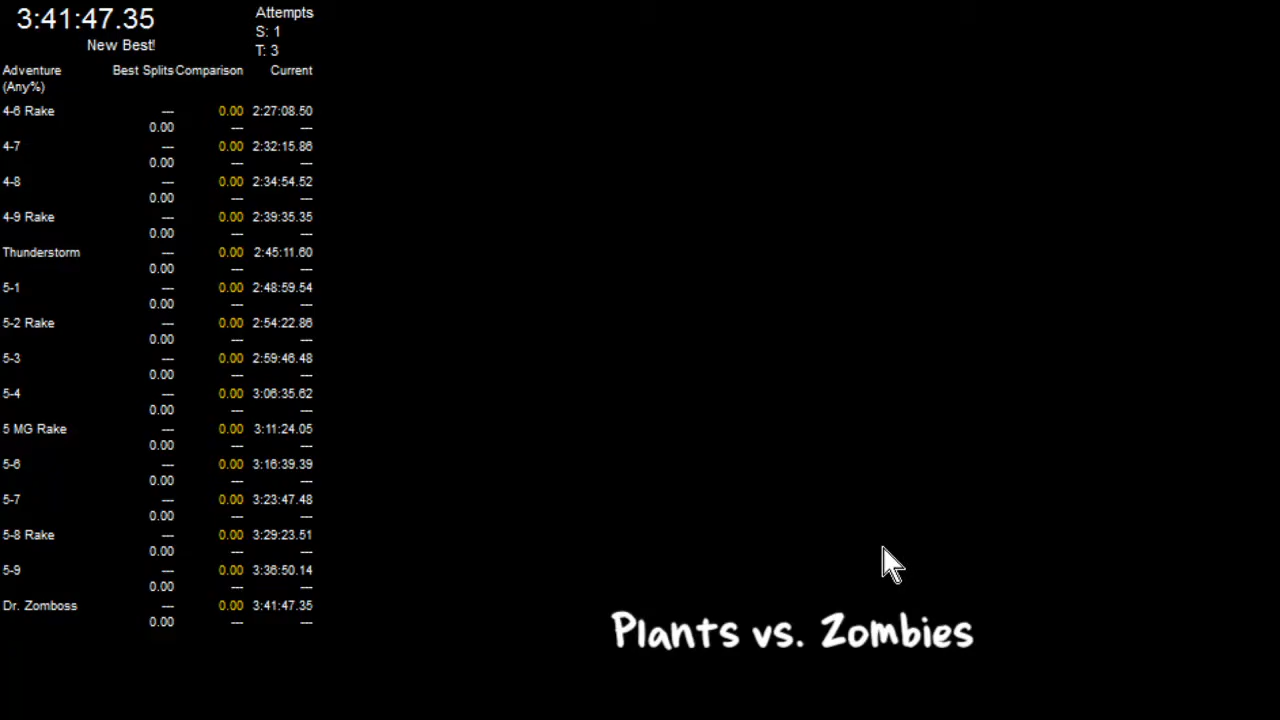 3:41:47.35
New Best!
Attempts
S: 1
T: 3
Adventure (Any%) Best Splits Comparison Current
4-6 Rake --- 0.00 2:27:08.50
0.00 --- ---
4-7 --- 0.00 2:32:15.86
0.00 --- ---
4-8 --- 0.00 2:34:54.52
0.00 --- ---
4-9 Rake --- 0.00 2:39:35.35
0.00 --- ---
Thunderstorm --- 0.00 2:45:11.60
0.00 --- ---
5-1 --- 0.00 2:48:59.54
0.00 --- ---
5-2 Rake --- 0.00 2:54:22.86
0.00 --- ---
5-3 --- 0.00 2:59:46.48
0.00 --- ---
5-4 --- 0.00 3:06:35.62
0.00 --- ---
5 MG Rake --- 0.00 3:11:24.05
0.00 --- ---
5-6 --- 0.00 3:16:39.39
0.00 --- ---
5-7 --- 0.00 3:23:47.48
0.00 --- ---
5-8 Rake --- 0.00 3:29:23.51
0.00 --- ---
5-9 --- 0.00 3:36:50.14
0.00 --- ---
Dr. Zomboss --- 0.00 3:41:47.35
0.00 --- ---
Plants vs. Zombies